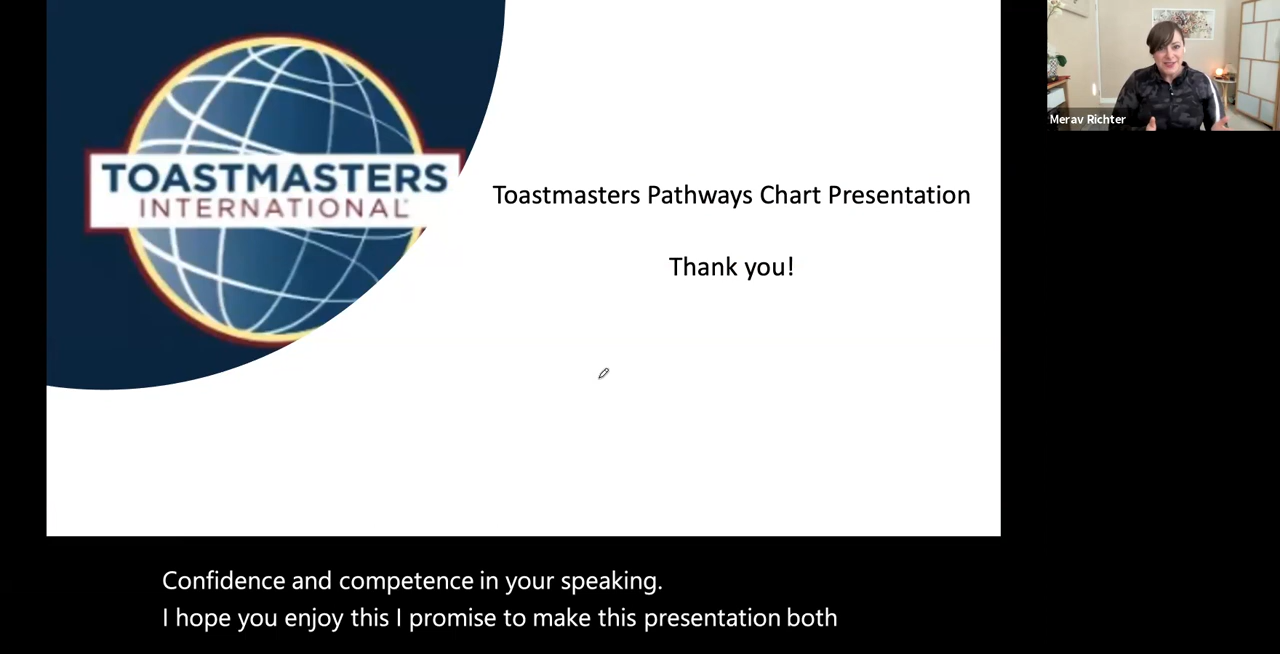 TOASTMASTERS
INTERNATIONAL
Toastmasters Pathways Chart Presentation
Thank you!
Merav Richter
Confidence and competence in your speaking.
I hope you enjoy this I promise to make this presentation both